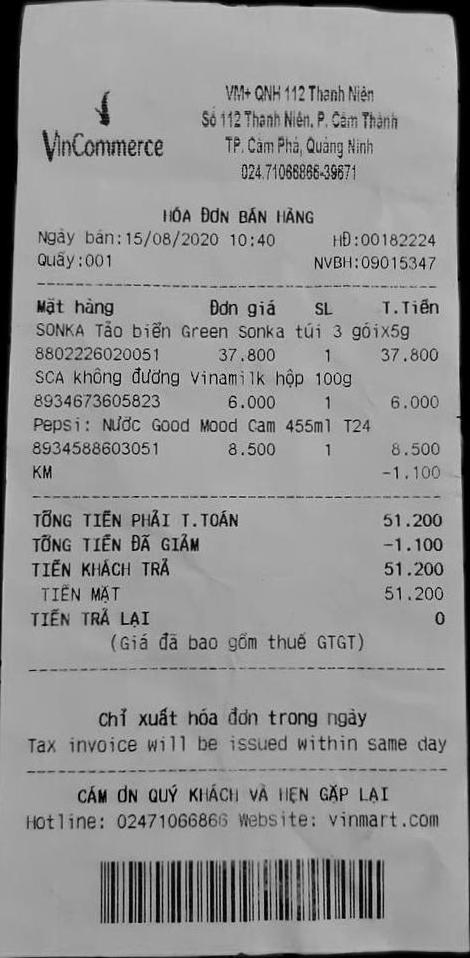 VinCommerce
VM+ QNH 112 Thanh Niên
Số 112 Thanh Niên, P. Cẩm Thành
TP. Cẩm Phả, Quảng Ninh
024.71066866-39671
HÓA ĐƠN BÁN HÀNG
Ngày bán:15/08/2020 10:40 HĐ:00182224
Quầy:001 NVBH:09015347
Mặt hàng Đơn giá SL T.Tiền
SONKA Tảo biển Green Sonka túi 3 góix5g
8802226020051 37.800 1 37.800
SCA không đường Vinamilk hộp 100g
8934673605823 6.000 1 6.000
Pepsi: Nước Good Mood Cam 455ml T24
8934588603051 8.500 1 8.500
KM -1.100
TỔNG TIỀN PHẢI T.TOÁN 51.200
TỔNG TIỀN ĐÃ GIẢM -1.100
TIỀN KHÁCH TRẢ 51.200
TIỀN MẶT 51.200
TIỀN TRẢ LẠI 0
(Giá đã bao gồm thuế GTGT)
Chỉ xuất hóa đơn trong ngày
Tax invoice will be issued within same day
CẢM ƠN QUÝ KHÁCH VÀ HẸN GẶP LẠI
Hotline: 02471066866 Website: vinmart.com